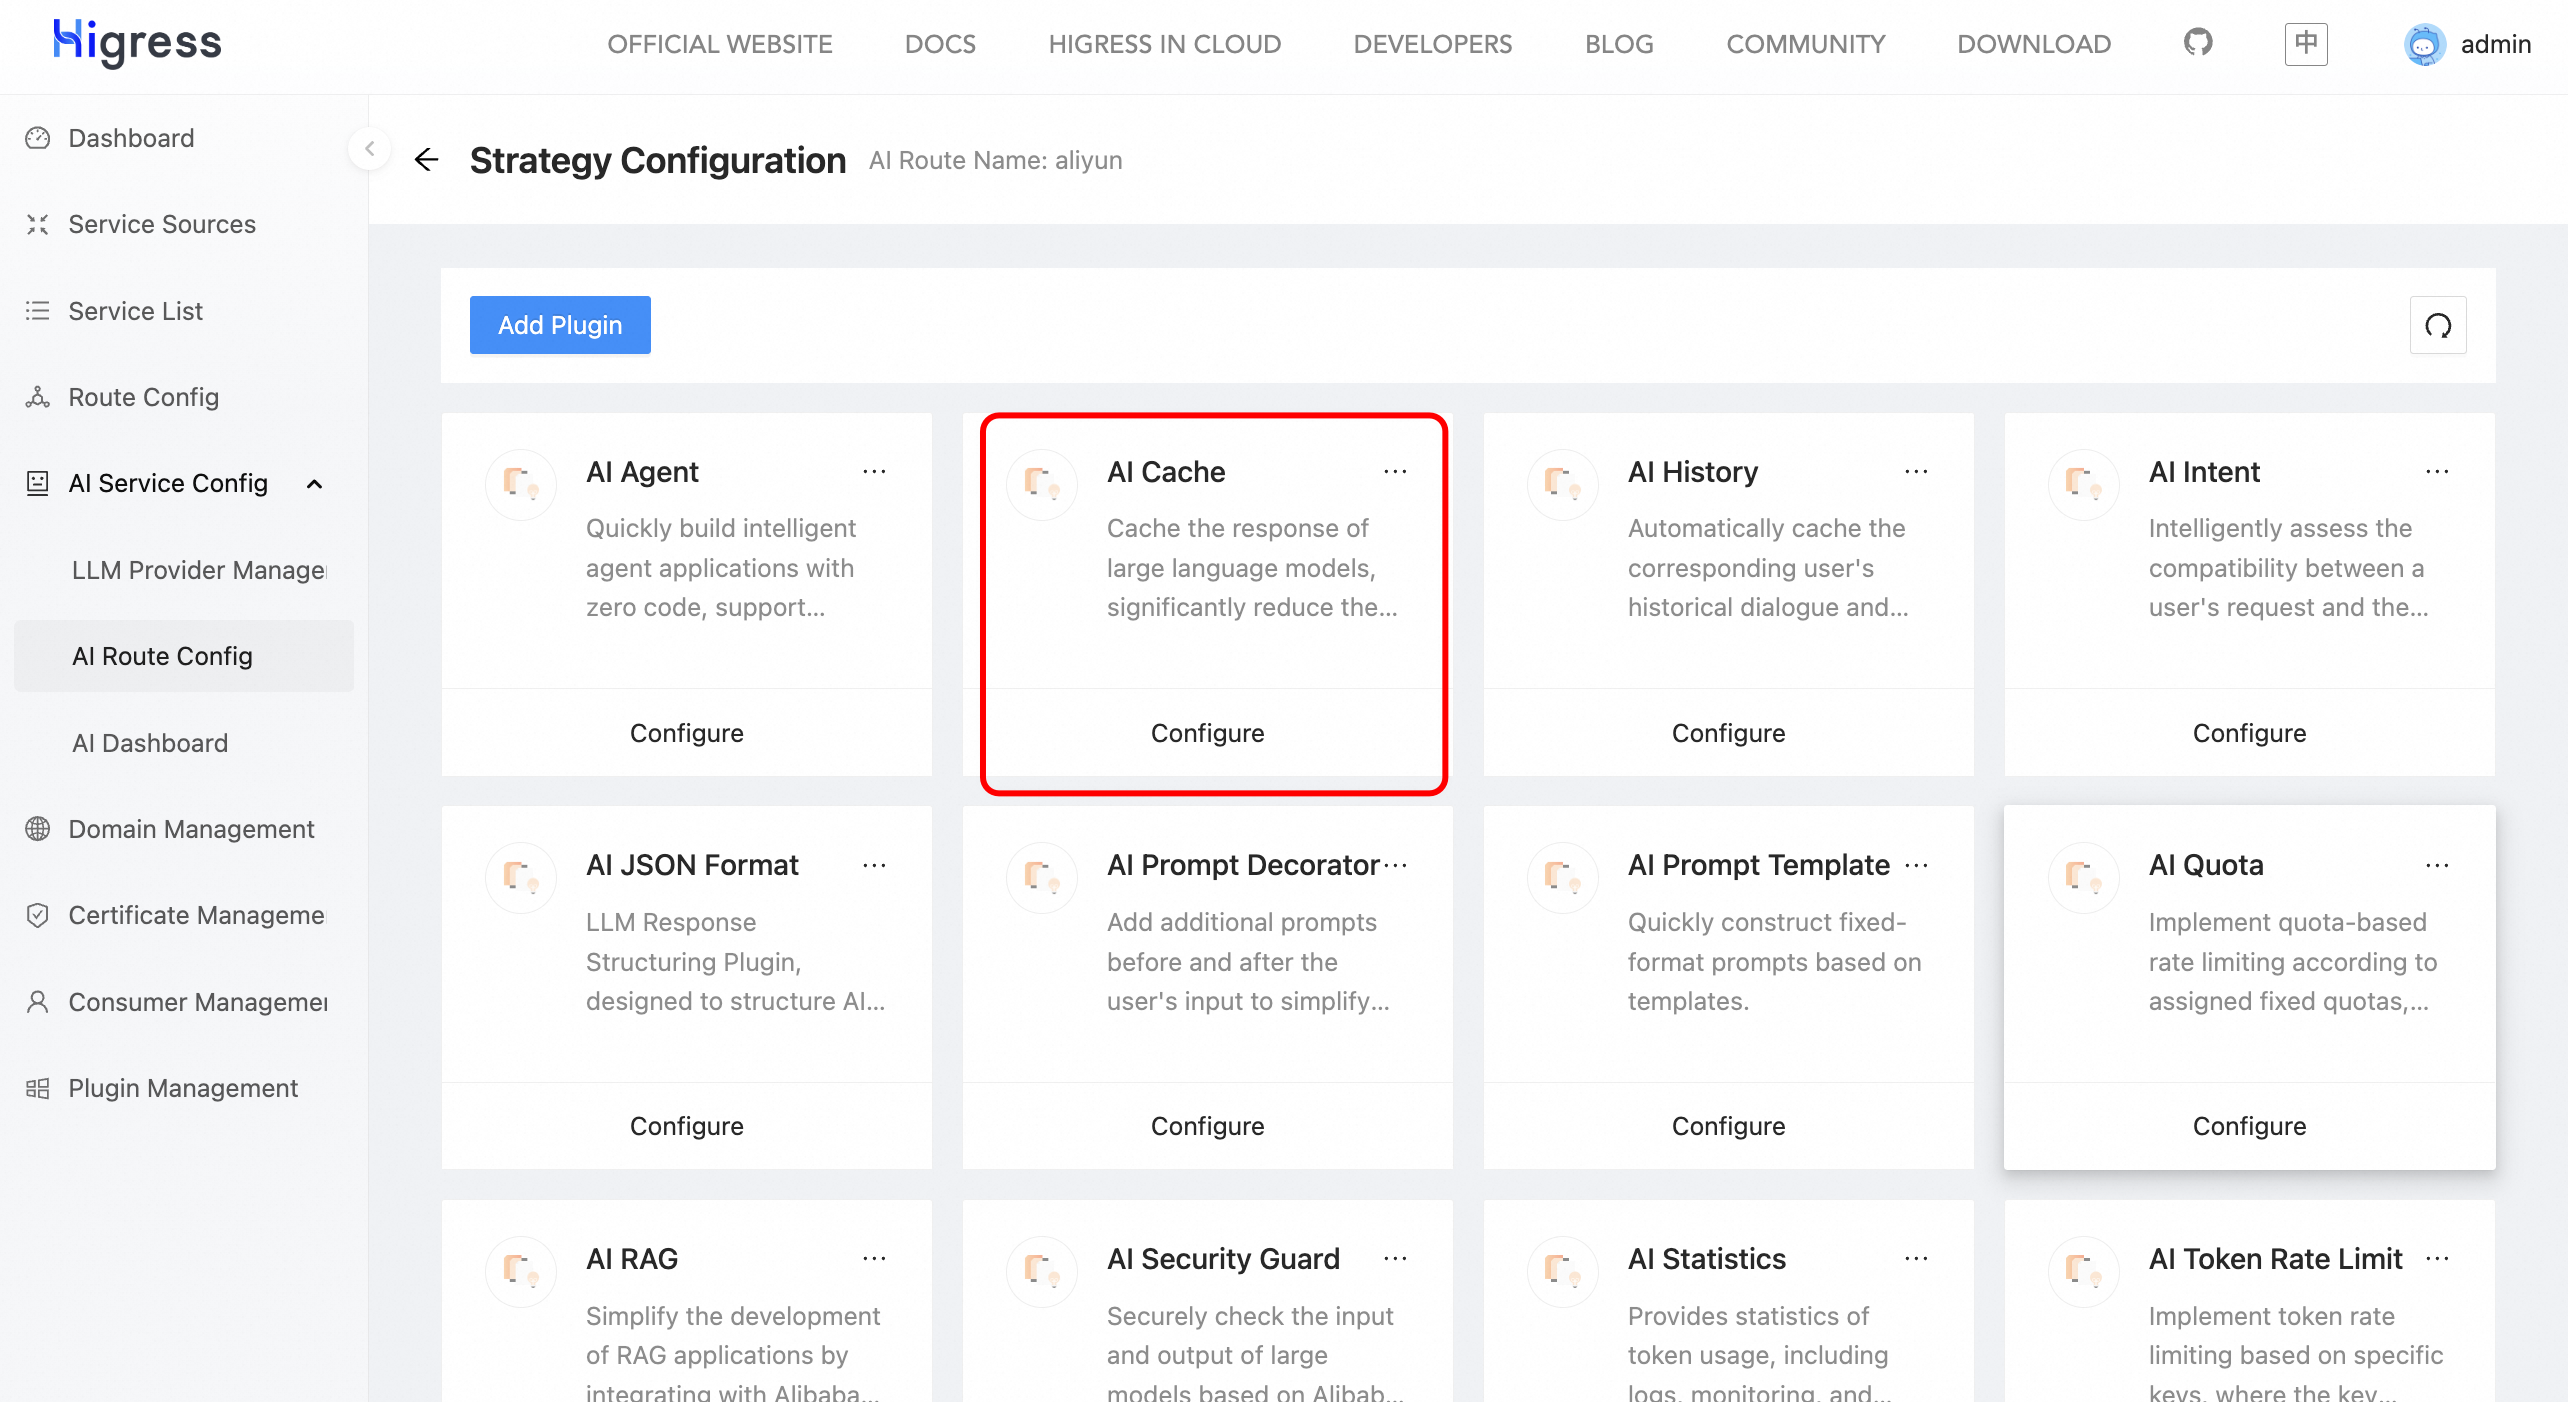 Higress
OFFICIAL WEBSITE
DOCS
HIGRESS IN CLOUD
DEVELOPERS
BLOG
COMMUNITY
DOWNLOAD
中
admin
Dashboard
Service Sources
Service List
Route Config
AI Service Config
LLM Provider Manage
AI Route Config
AI Dashboard
Domain Management
Certificate Manageme
Consumer Manageme
Plugin Management
Strategy Configuration
AI Route Name: aliyun
Add Plugin
AI Agent
Quickly build intelligent
agent applications with
zero code, support...
Configure
AI Cache
Cache the response of
large language models,
significantly reduce the...
Configure
AI History
Automatically cache the
corresponding user's
historical dialogue and...
Configure
AI Intent
Intelligently assess the
compatibility between a
user's request and the...
Configure
AI JSON Format
LLM Response
Structuring Plugin,
designed to structure AI...
Configure
AI Prompt Decorator
Add additional prompts
before and after the
user's input to simplify...
Configure
AI Prompt Template
Quickly construct fixed-
format prompts based on
templates.
Configure
AI Quota
Implement quota-based
rate limiting according to
assigned fixed quotas,...
Configure
AI RAG
Simplify the development
of RAG applications by
integrating with Alibaba...
AI Security Guard
Securely check the input
and output of large
models based on Alibab...
AI Statistics
Provides statistics of
token usage, including
logs, monitoring, and...
AI Token Rate Limit
Implement token rate
limiting based on specific
keys, where the key...